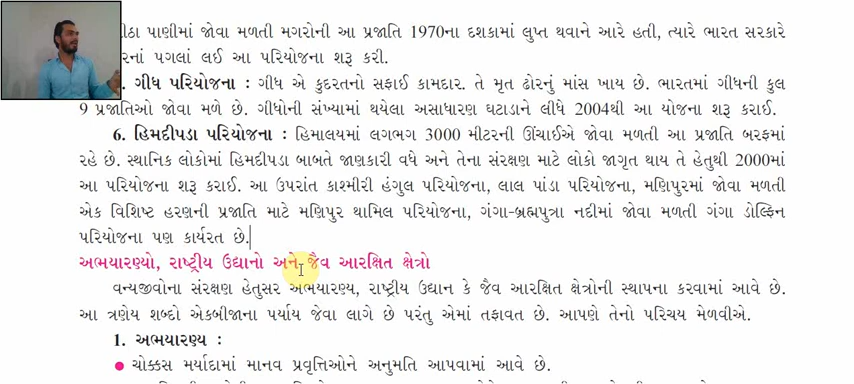 પાણીમાં જોવા મળતી મગરોની આ પ્રજાતિ 1970ના દશકામાં લુપ્ત થવાને આરે હતી, ત્યારે ભારત સરકારે
પગલાં લઈ આ પરિયોજના શરૂ કરી.
ગીધ પરિયોજના : ગીધ એ કુદરતનો સફાઈ કામદાર. તે મૃત ઢોરનું માંસ ખાય છે. ભારતમાં ગીધની કુલ
9 પ્રજાતિઓ જોવા મળે છે. ગીધોની સંખ્યામાં થયેલા અસાધારણ ઘટાડાને લીધે 2004થી આ યોજના શરૂ કરાઈ.
6. હિમદીપડા પરિયોજના : હિમાલયમાં લગભગ 3000 મીટરની ઊંચાઈએ જોવા મળતી આ પ્રજાતિ બરફમાં
રહે છે. સ્થાનિક લોકોમાં હિમદીપડા બાબતે જાણકારી વધે અને તેના સંરક્ષણ માટે લોકો જાગૃત થાય તે હેતુથી 2000માં
આ પરિયોજના શરૂ કરાઈ. આ ઉપરાંત કાશ્મીરી હંગુલ પરિયોજના, લાલ પાંડા પરિયોજના, મણિપુરમાં જોવા મળતી
એક વિશિષ્ટ હરણની પ્રજાતિ માટે મણિપુર થામિલ પરિયોજના, ગંગા-બ્રહ્મપુત્રા નદીમાં જોવા મળતી ગંગા ડોલ્ફિન
પરિયોજના પણ કાર્યરત છે.
અભયારણ્યો, રાષ્ટ્રીય ઉદ્યાનો અને જૈવ આરક્ષિત ક્ષેત્રો
વન્યજીવોના સંરક્ષણ હેતુસર અભયારણ્ય, રાષ્ટ્રીય ઉદ્યાન કે જૈવ આરક્ષિત ક્ષેત્રોની સ્થાપના કરવામાં આવે છે.
આ ત્રણેય શબ્દો એકબીજાના પર્યાય જેવા લાગે છે પરંતુ એમાં તફાવત છે. આપણે તેનો પરિચય મેળવીએ.
1. અભયારણ્ય :
● ચોક્કસ મર્યાદામાં માનવ પ્રવૃત્તિઓને અનુમતિ આપવામાં આવે છે.